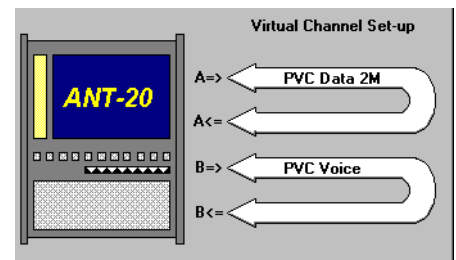 Virtual Channel Set-up
ANT-20
A=>
PVC Data 2M
A<=
B=>
PVC Voice
B<=